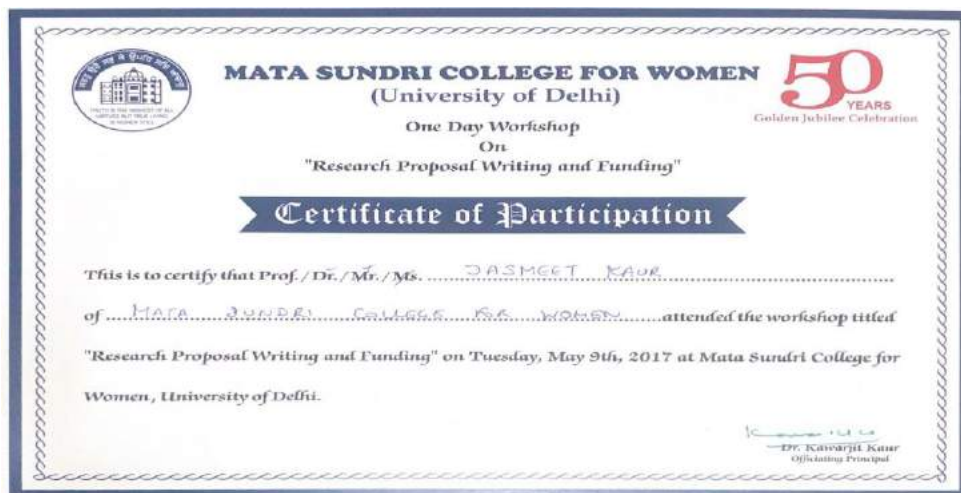 MATA SUNDRI COLLEGE FOR WOMEN
(University of Delhi)
50
YEARS
Golden Jubilee Celebration
One Day Workshop
On
"Research Proposal Writing and Funding"
Certificate of Participation
This is to certify that Prof./Dr./Mr./Ms. JASMEET KAUR
of MATA SUNDRI COLLEGE FOR WOMEN attended the workshop titled
"Research Proposal Writing and Funding" on Tuesday, May 9th, 2017 at Mata Sundri College for
Women, University of Delhi.
Dr. Kawarjit Kaur
Officiating Principal